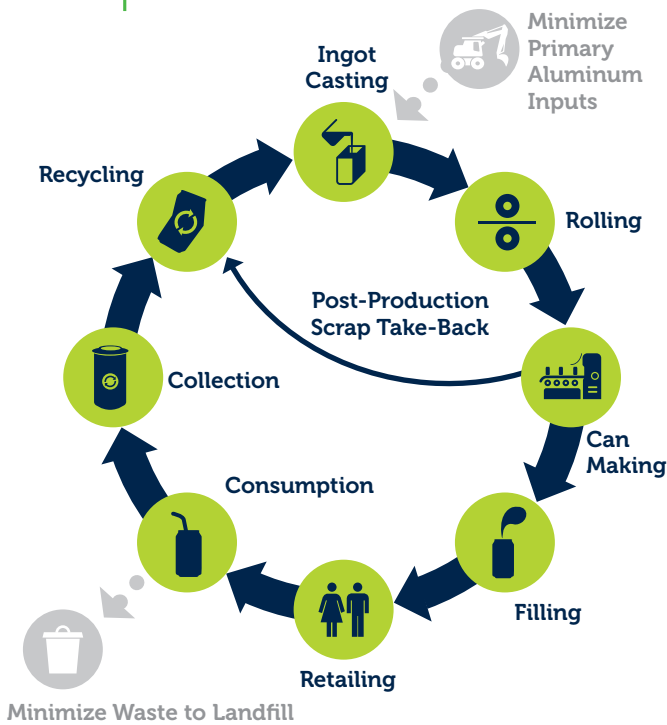 Minimize
Primary
Aluminum
Inputs
Ingot
Casting
Recycling
Rolling
Post-Production
Scrap Take-Back
Collection
Can
Making
Consumption
Filling
Retailing
Minimize Waste to Landfill